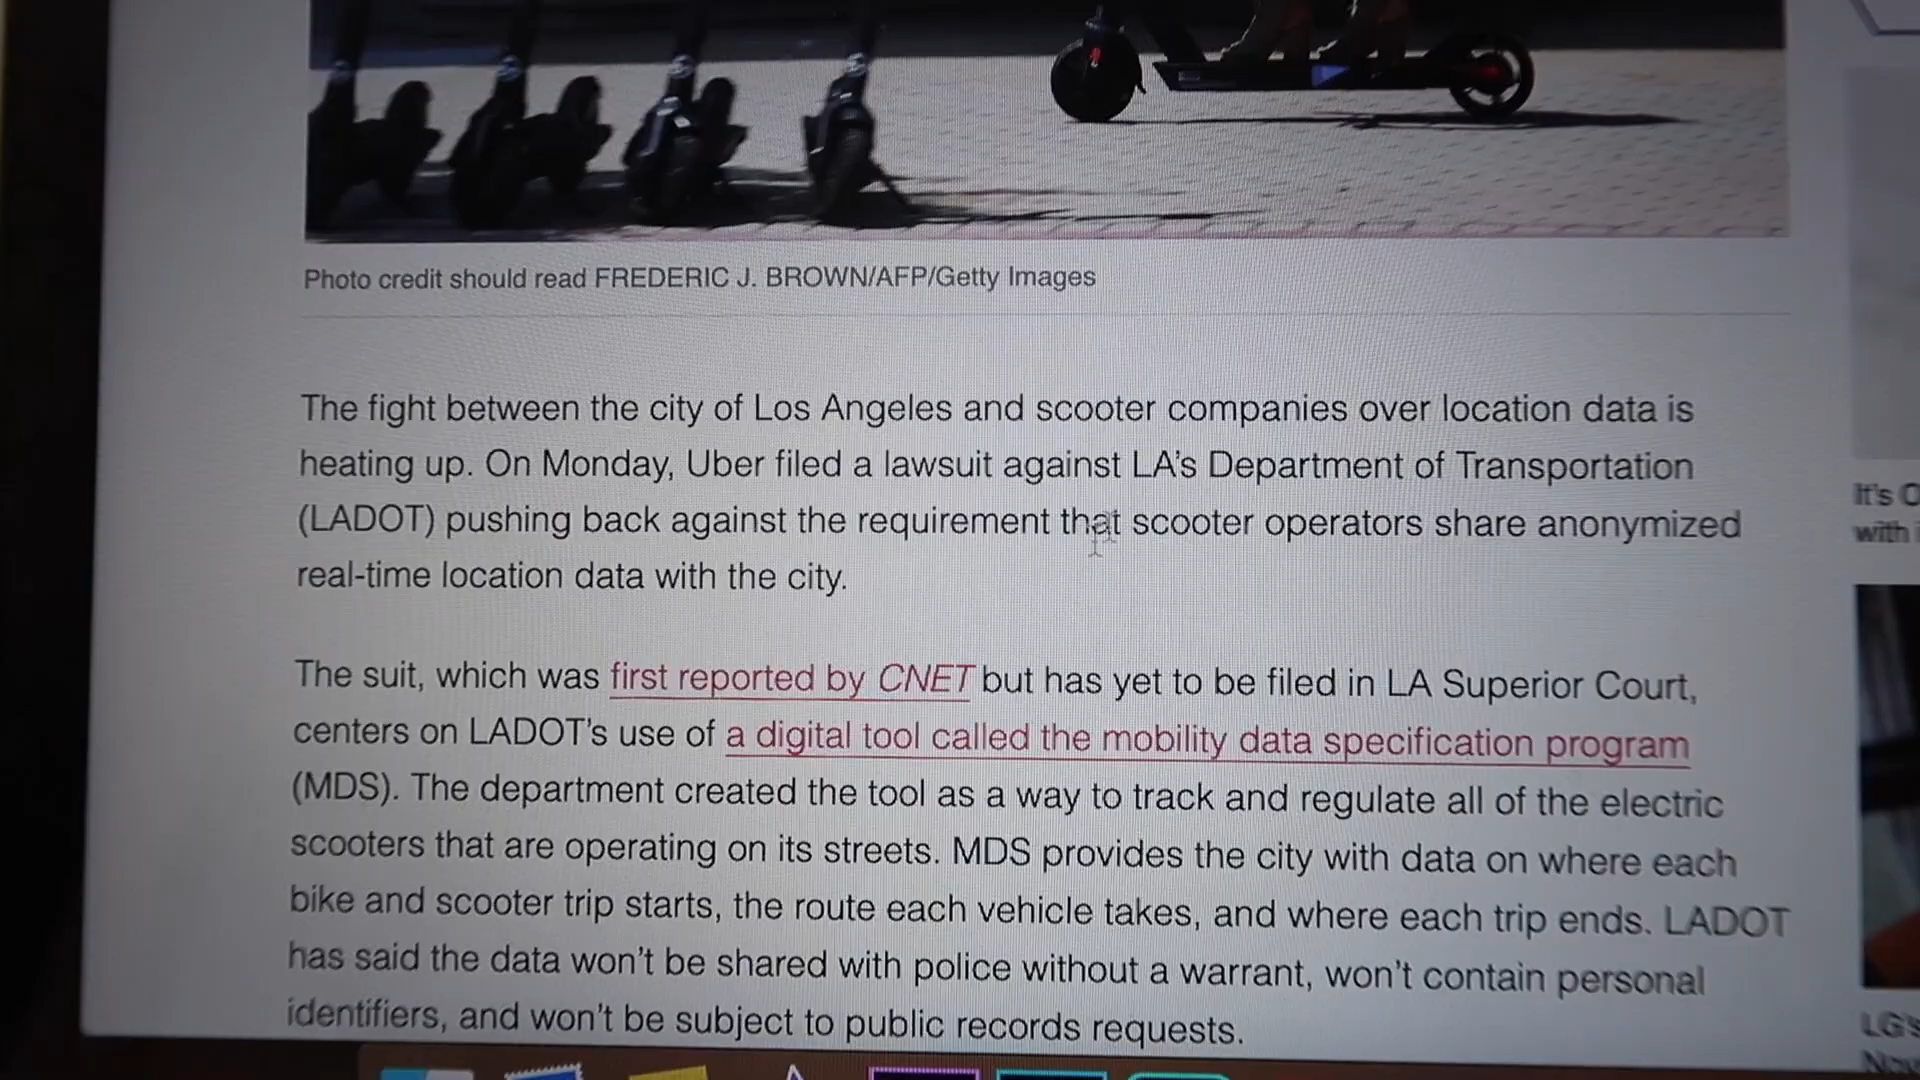 Photo credit should read FREDERIC J. BROWN/AFP/Getty Images
The fight between the city of Los Angeles and scooter companies over location data is
heating up. On Monday, Uber filed a lawsuit against LA's Department of Transportation
(LADOT) pushing back against the requirement that scooter operators share anonymized
real-time location data with the city.
The suit, which was first reported by CNET but has yet to be filed in LA Superior Court,
centers on LADOT's use of a digital tool called the mobility data specification program
(MDS). The department created the tool as a way to track and regulate all of the electric
scooters that are operating on its streets. MDS provides the city with data on where each
bike and scooter trip starts, the route each vehicle takes, and where each trip ends. LADOT
has said the data won't be shared with police without a warrant, won't contain personal
identifiers, and won't be subject to public records requests.
It's
with
LG's